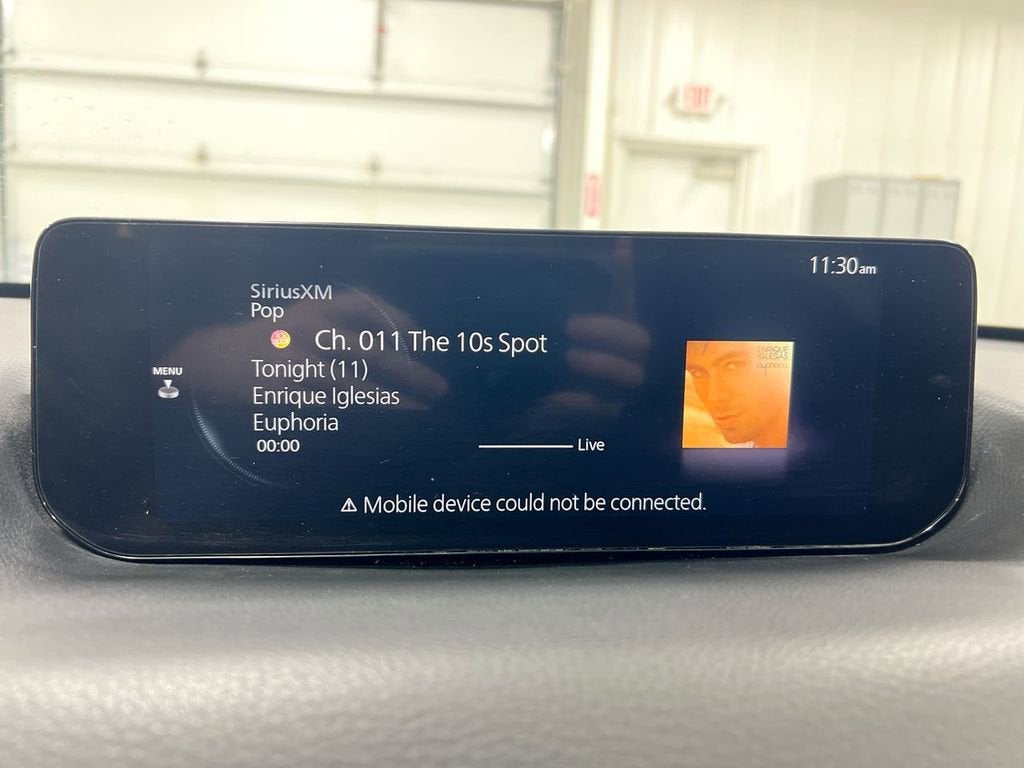 EXIT
11:30am
SiriusXM
Pop
Ch. 011 The 10s Spot
MENU
Tonight (11)
Enrique Iglesias
Euphoria
00:00
Live
ENRIQUE
IGLESIAS
euphoria
Mobile device could not be connected.